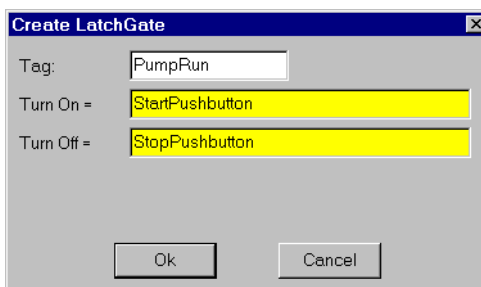 Create LatchGate
Tag: PumpRun
Turn On = StartPushbutton
Turn Off = StopPushbutton
Ok Cancel